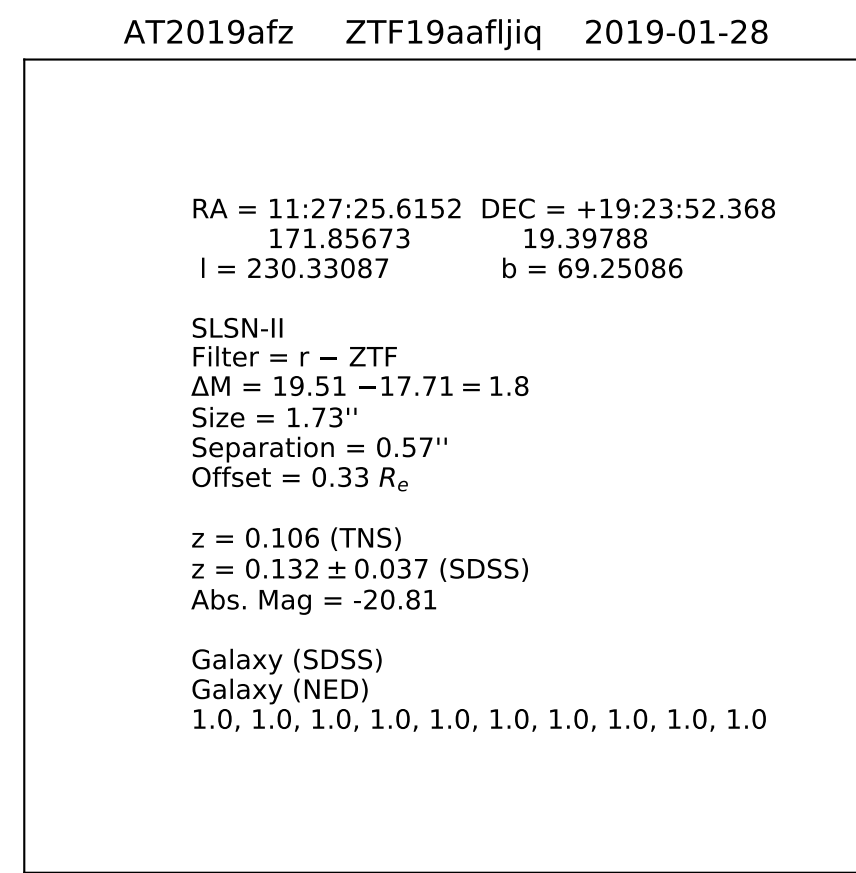 AT2019afz ZTF19aafljiq 2019-01-28
RA = 11:27:25.6152 DEC = +19:23:52.368
171.85673 19.39788
l = 230.33087 b = 69.25086
SLSN-II
Filter = r − ZTF
ΔM = 19.51 −17.71 = 1.8
Size = 1.73''
Separation = 0.57''
Offset = 0.33 Re
z = 0.106 (TNS)
z = 0.132 ± 0.037 (SDSS)
Abs. Mag = -20.81
Galaxy (SDSS)
Galaxy (NED)
1.0, 1.0, 1.0, 1.0, 1.0, 1.0, 1.0, 1.0, 1.0, 1.0